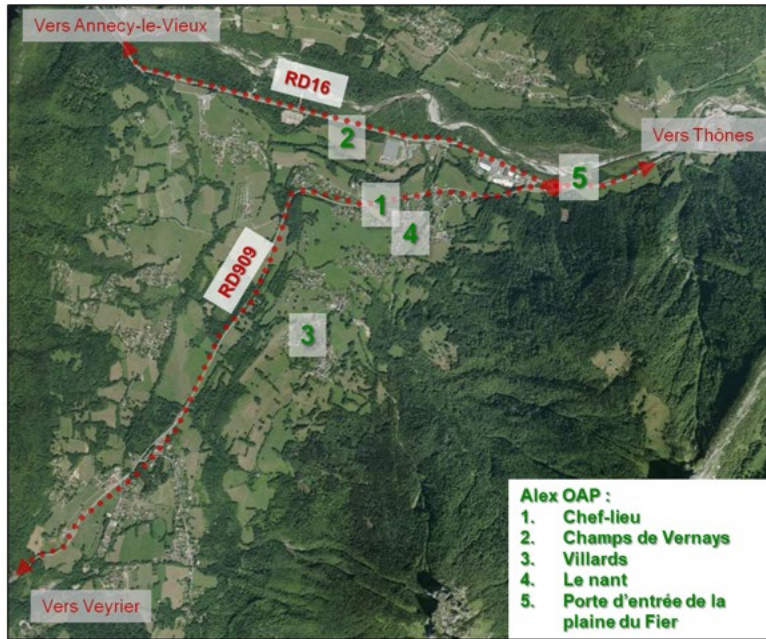 Vers Annecy-le-Vieux
RD16
2
Vers Thônes
5
1
4
RD909
3
Alex OAP :
1. Chef-lieu
2. Champs de Vernays
3. Villards
4. Le nant
5. Porte d'entrée de la
plaine du Fier
Vers Veyrier